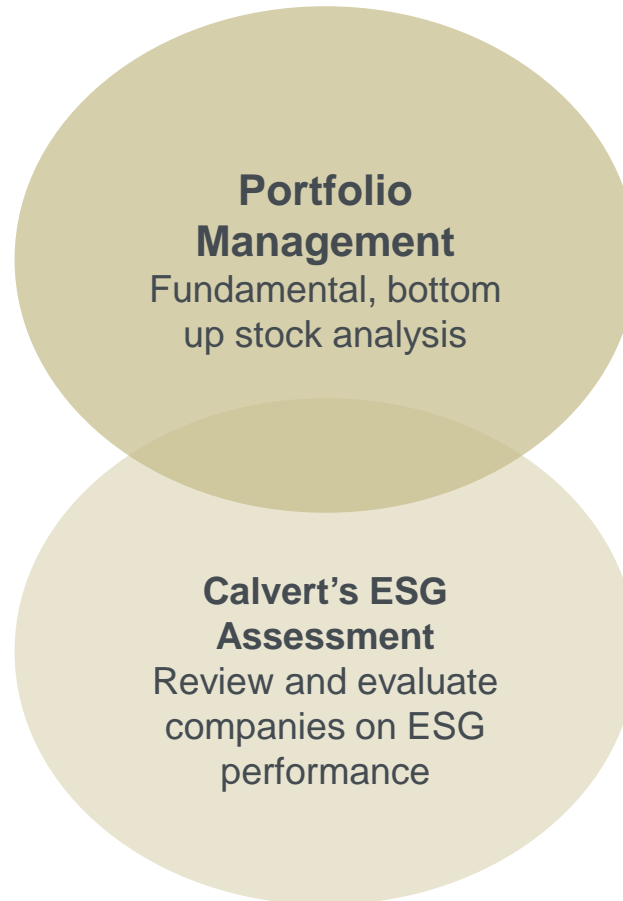 Portfolio
Management
Fundamental, bottom
up stock analysis
Calvert’s ESG
Assessment
Review and evaluate
companies on ESG
performance